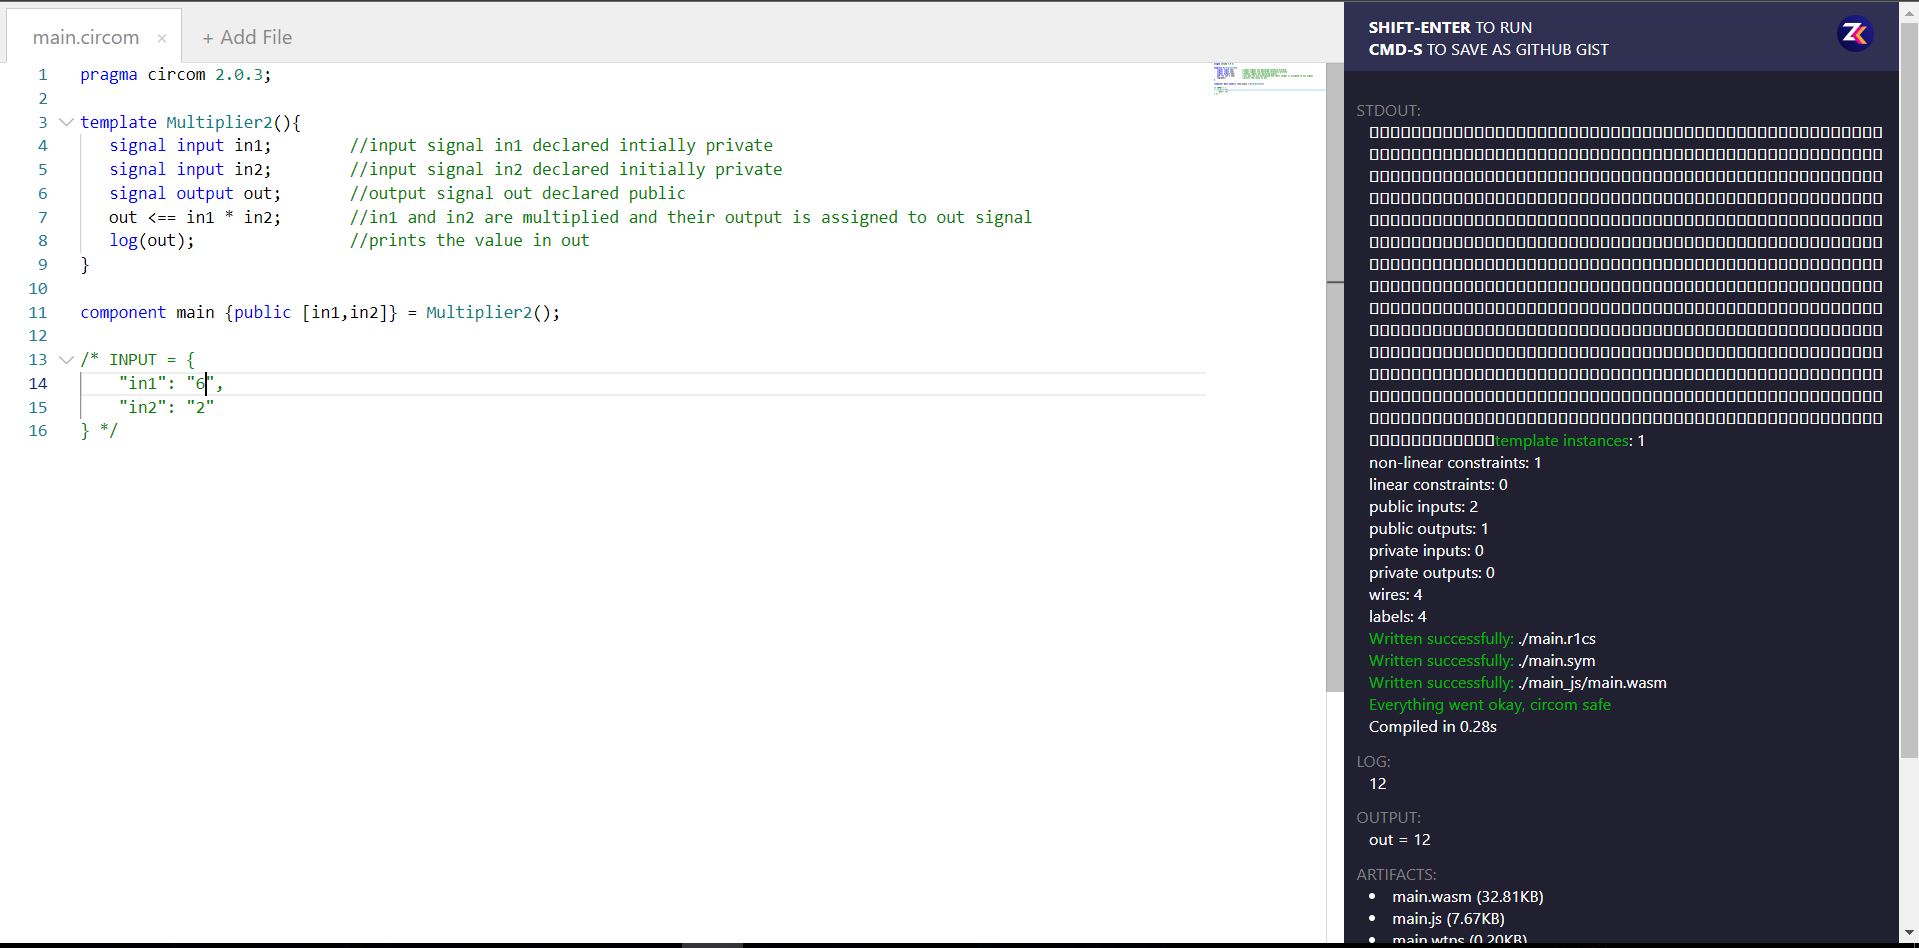 main.circom × + Add File
1 pragma circom 2.0.3;
2
3 template Multiplier2(){
4 signal input in1; //input signal in1 declared intially private
5 signal input in2; //input signal in2 declared initially private
6 signal output out; //output signal out declared public
7 out <== in1 * in2; //in1 and in2 are multiplied and their output is assigned to out signal
8 log(out); //prints the value in out
9 }
10
11 component main {public [in1,in2]} = Multiplier2();
12
13 /* INPUT = {
14 "in1": "6",
15 "in2": "2"
16 } */
SHIFT-ENTER TO RUN
CMD-S TO SAVE AS GITHUB GIST
STDOUT:
template instances: 1
non-linear constraints: 1
linear constraints: 0
public inputs: 2
public outputs: 1
private inputs: 0
private outputs: 0
wires: 4
labels: 4
Written successfully: ./main.r1cs
Written successfully: ./main.sym
Written successfully: ./main_js/main.wasm
Everything went okay, circom safe
Compiled in 0.28s
LOG:
12
OUTPUT:
out = 12
ARTIFACTS:
• main.wasm (32.81KB)
• main.js (7.67KB)
• main.wtns (0.20KB)